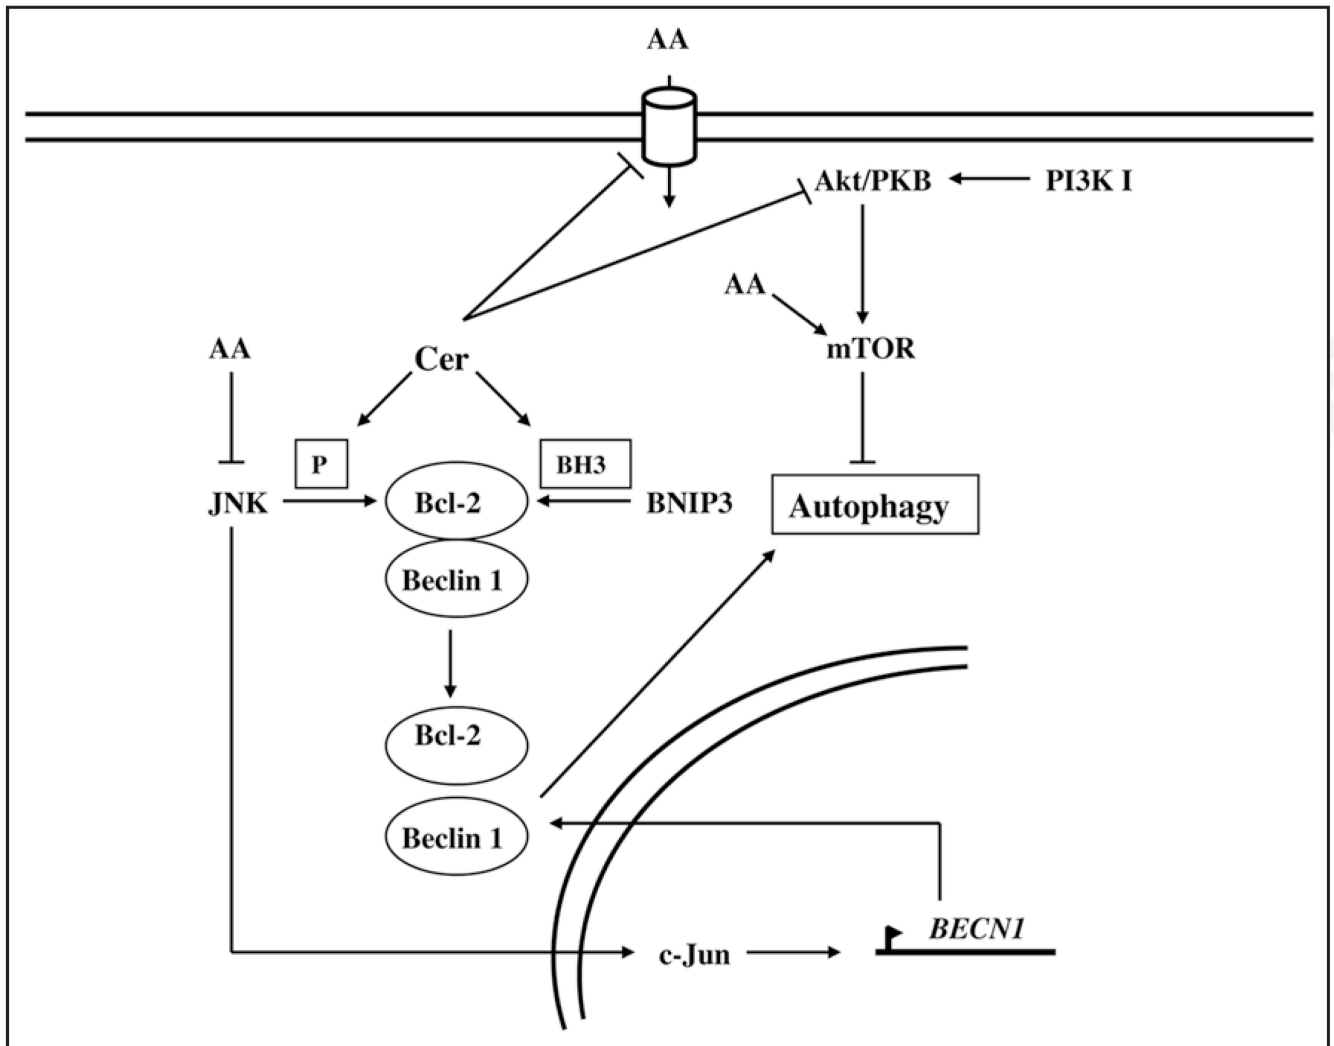 AA
Akt/PKB
PI3K I
AA
mTOR
AA
Cer
P
BH3
JNK
Bcl-2
BNIP3
Autophagy
Beclin 1
Bcl-2
Beclin 1
BECN1
c-Jun